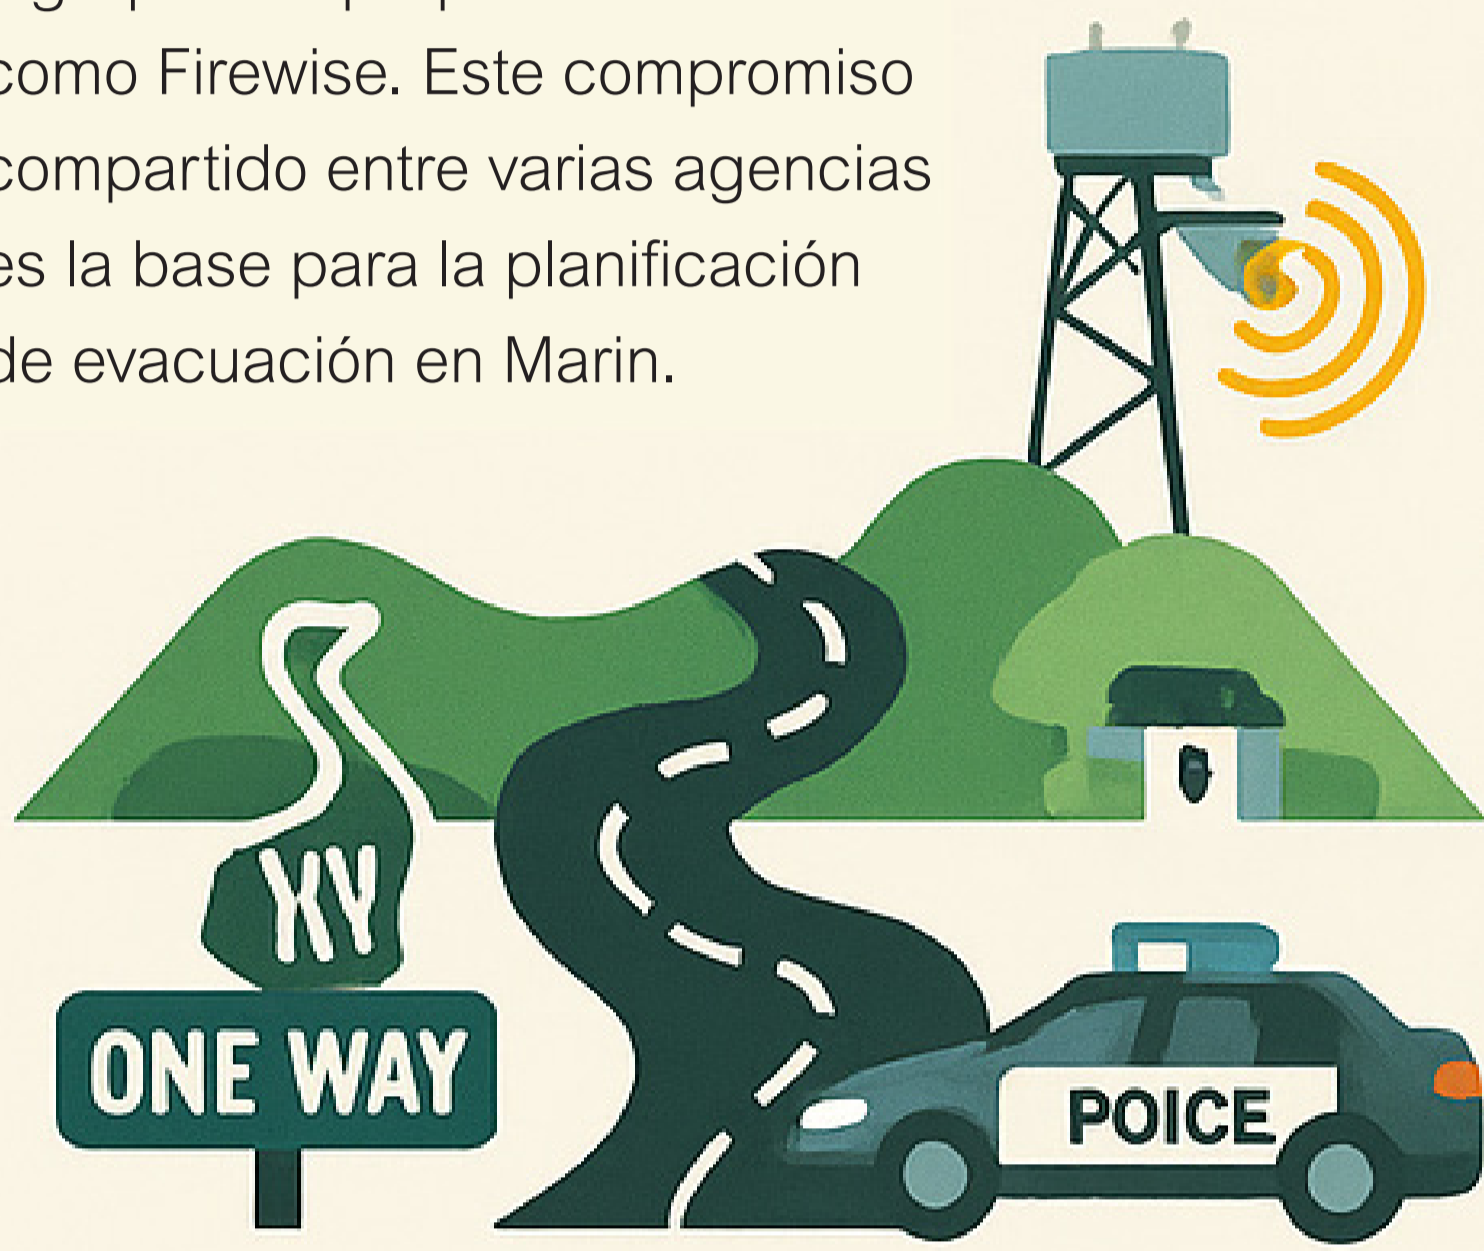 como Firewise. Este compromiso
compartido entre varias agencias
es la base para la planificación
de evacuación en Marin.
XY
ONE WAY
POICE